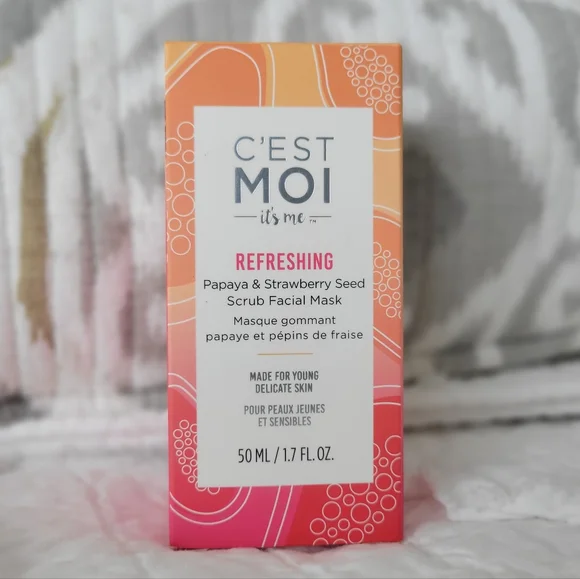 C'EST
MOI
it's me ™
REFRESHING
Papaya & Strawberry Seed
Scrub Facial Mask
Masque gommant
papaye et pépins de fraise
MADE FOR YOUNG
DELICATE SKIN
POUR PEAUX JEUNES
ET SENSIBLES
50 ML / 1.7 FL. OZ.